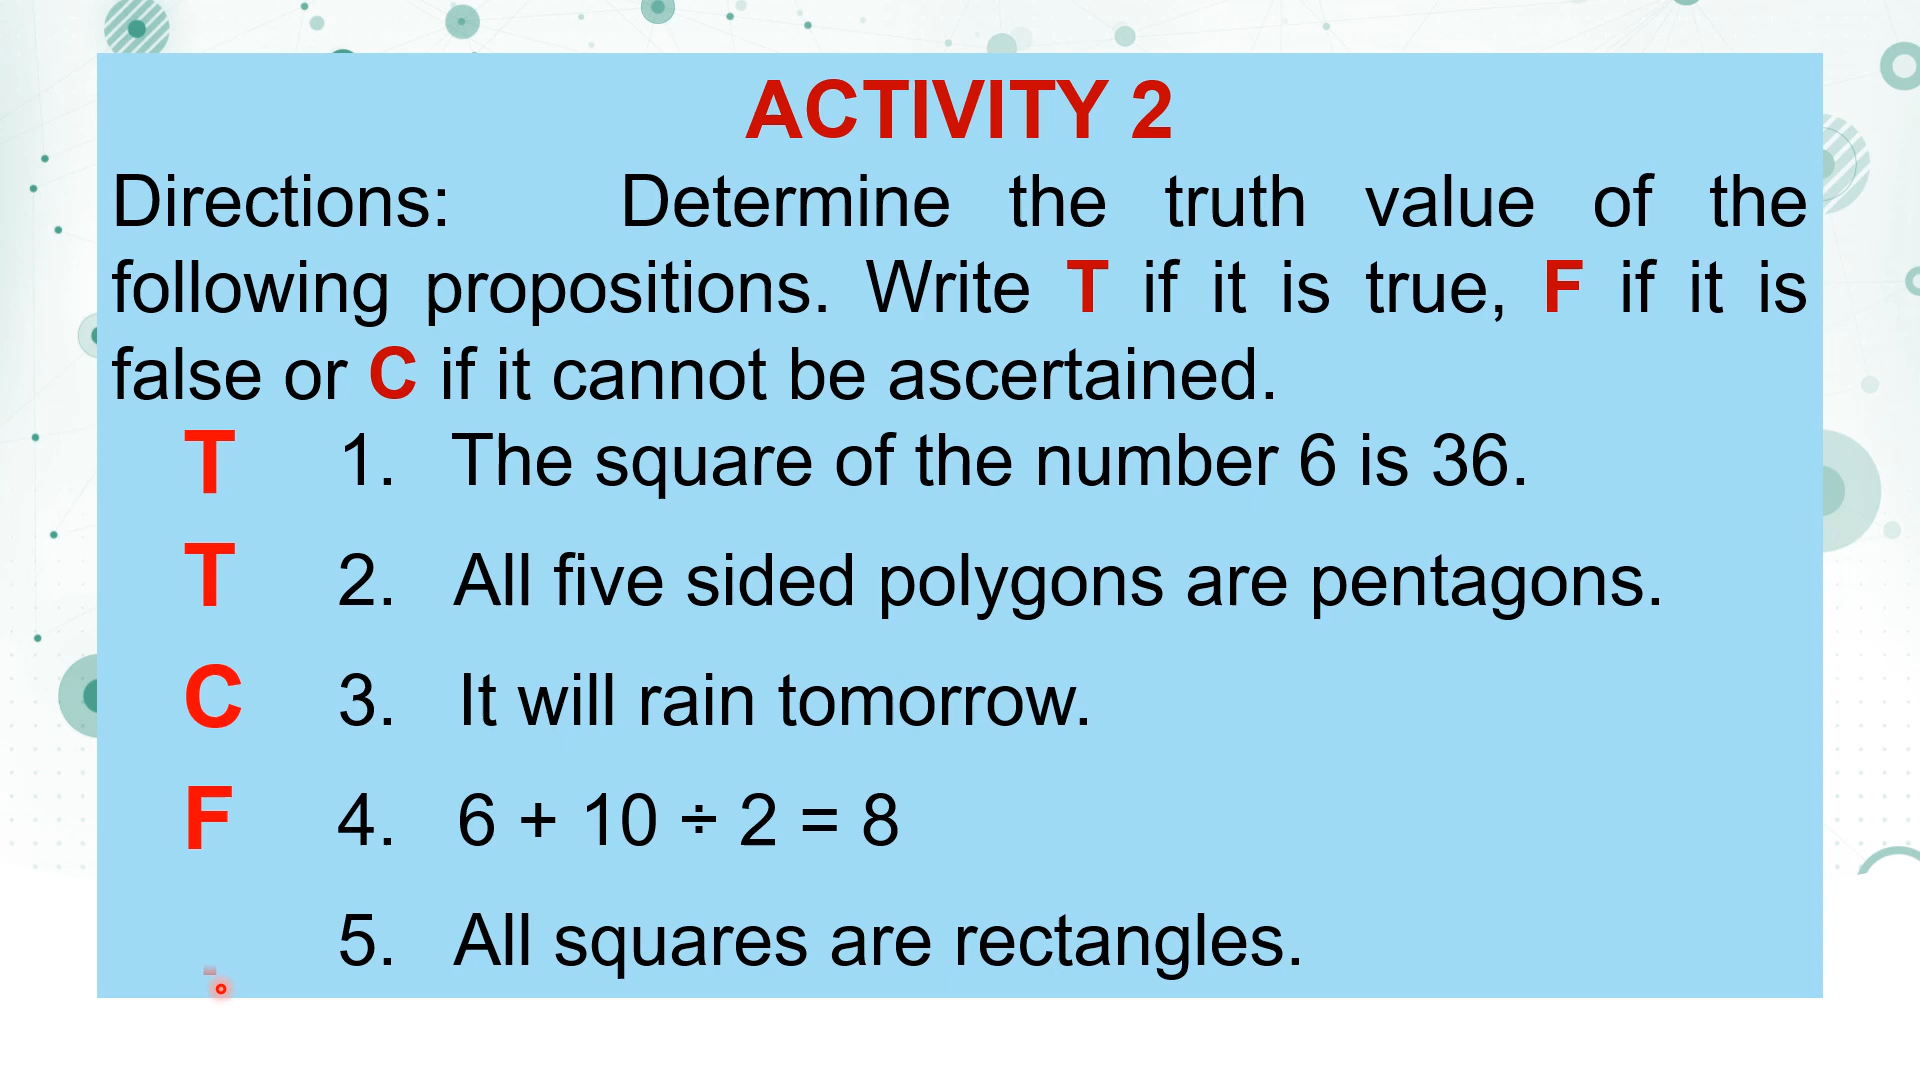 ACTIVITY 2
Directions: Determine the truth value of the
following propositions. Write T if it is true, F if it is
false or C if it cannot be ascertained.
T 1. The square of the number 6 is 36.
T 2. All five sided polygons are pentagons.
C 3. It will rain tomorrow.
F 4. 6 + 10 ÷ 2 = 8
5. All squares are rectangles.